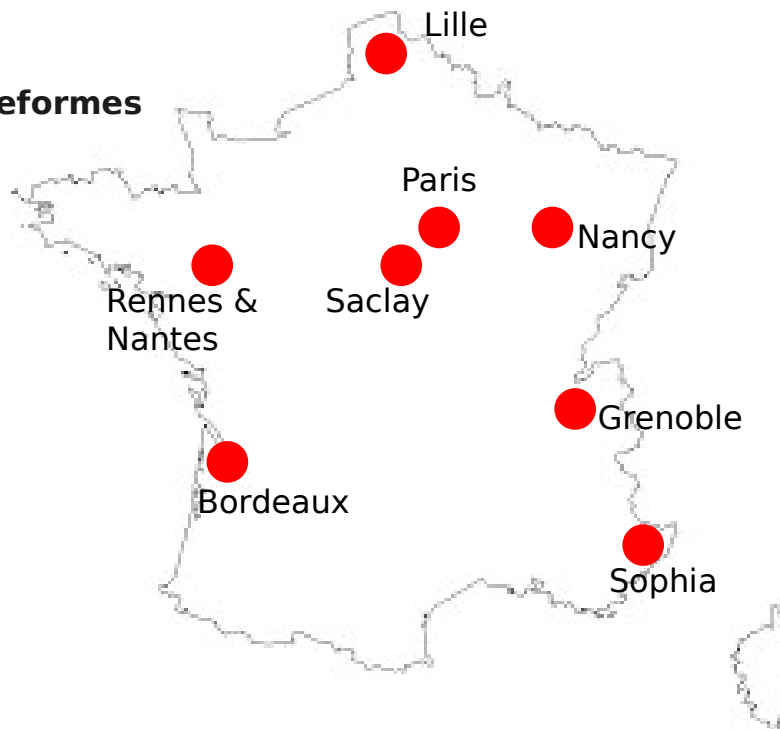 Lille
eformes
Paris
Nancy
Rennes &
Nantes
Saclay
Grenoble
Bordeaux
Sophia